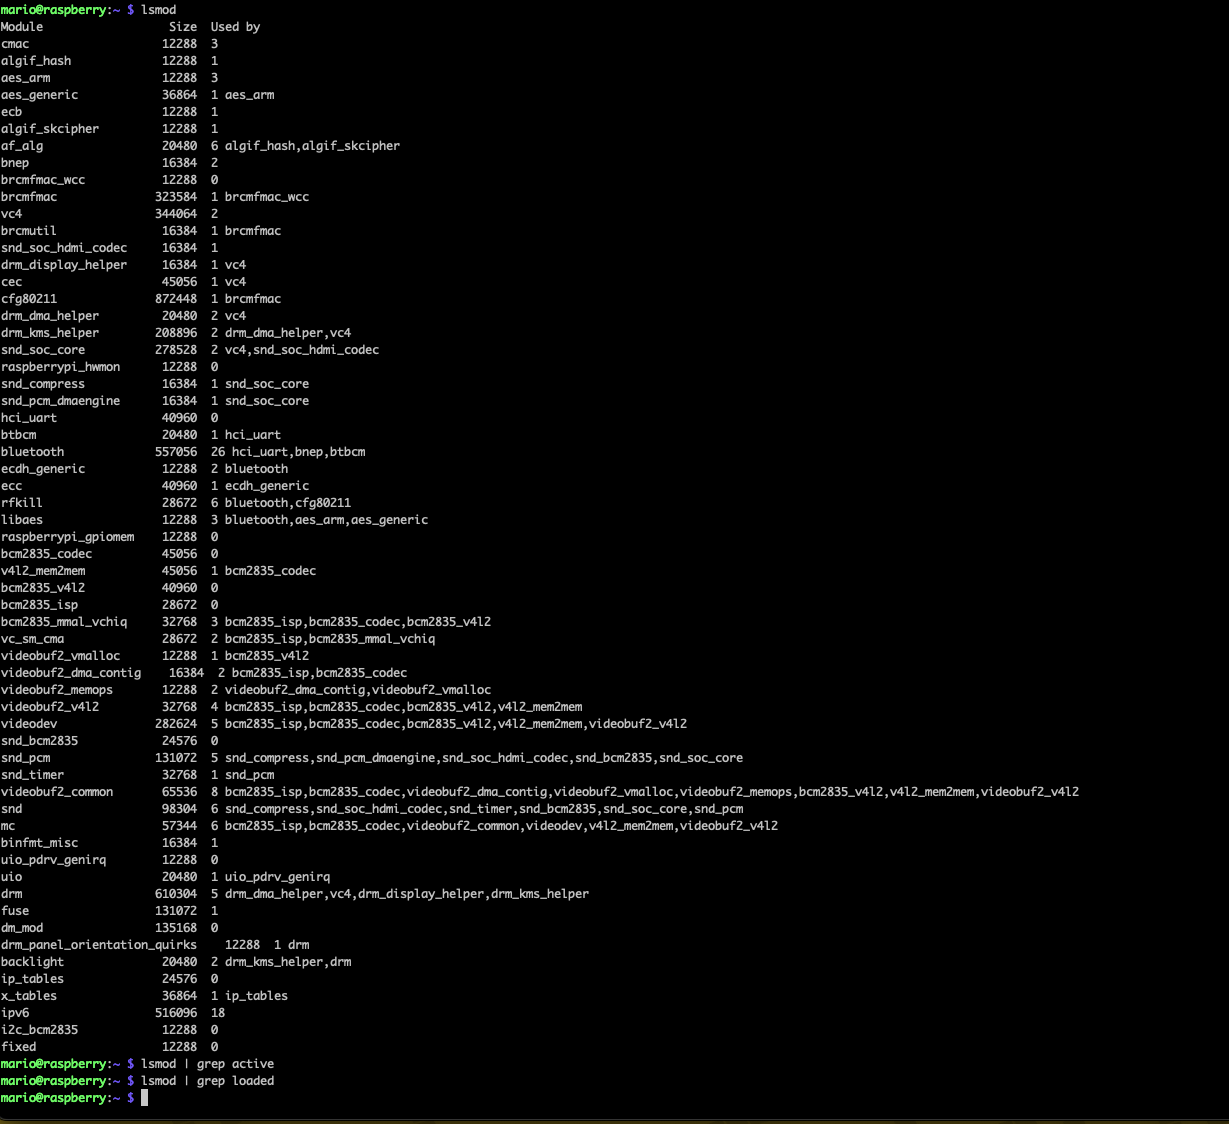 mario@raspberry:~ $ lsmod
Module                  Size  Used by
cmac                   12288  3
algif_hash             12288  1
aes_arm                12288  3
aes_generic            36864  1 aes_arm
ecb                    12288  1
algif_skcipher         12288  1
af_alg                 20480  6 algif_hash,algif_skcipher
bnep                   16384  2
brcmfmac_wcc           12288  0
brcmfmac              323584  1 brcmfmac_wcc
vc4                   344064  2
brcmutil               16384  1 brcmfmac
snd_soc_hdmi_codec     16384  1
drm_display_helper     16384  1 vc4
cec                    45056  1 vc4
cfg80211              872448  1 brcmfmac
drm_dma_helper         20480  2 vc4
drm_kms_helper        208896  2 drm_dma_helper,vc4
snd_soc_core          278528  2 vc4,snd_soc_hdmi_codec
raspberrypi_hwmon      12288  0
snd_compress           16384  1 snd_soc_core
snd_pcm_dmaengine      16384  1 snd_soc_core
hci_uart               40960  0
btbcm                  20480  1 hci_uart
bluetooth             557056  26 hci_uart,bnep,btbcm
ecdh_generic           12288  2 bluetooth
ecc                    40960  1 ecdh_generic
rfkill                 28672  6 bluetooth,cfg80211
libaes                 12288  3 bluetooth,aes_arm,aes_generic
raspberrypi_gpiomem    12288  0
bcm2835_codec          45056  0
v4l2_mem2mem           45056  1 bcm2835_codec
bcm2835_v4l2           40960  0
bcm2835_isp            28672  0
bcm2835_mmal_vchiq     32768  3 bcm2835_isp,bcm2835_codec,bcm2835_v4l2
vc_sm_cma              28672  2 bcm2835_isp,bcm2835_mmal_vchiq
videobuf2_vmalloc      12288  1 bcm2835_v4l2
videobuf2_dma_contig    16384  2 bcm2835_isp,bcm2835_codec
videobuf2_memops       12288  2 videobuf2_dma_contig,videobuf2_vmalloc
videobuf2_v4l2         32768  4 bcm2835_isp,bcm2835_codec,bcm2835_v4l2,v4l2_mem2mem
videodev              282624  5 bcm2835_isp,bcm2835_codec,bcm2835_v4l2,v4l2_mem2mem,videobuf2_v4l2
snd_bcm2835            24576  0
snd_pcm               131072  5 snd_compress,snd_pcm_dmaengine,snd_soc_hdmi_codec,snd_bcm2835,snd_soc_core
snd_timer              32768  1 snd_pcm
videobuf2_common       65536  8 bcm2835_isp,bcm2835_codec,videobuf2_dma_contig,videobuf2_vmalloc,videobuf2_memops,bcm2835_v4l2,v4l2_mem2mem,videobuf2_v4l2
snd                    98304  6 snd_compress,snd_soc_hdmi_codec,snd_timer,snd_bcm2835,snd_soc_core,snd_pcm
mc                     57344  6 bcm2835_isp,bcm2835_codec,videobuf2_common,videodev,v4l2_mem2mem,videobuf2_v4l2
binfmt_misc            16384  1
uio_pdrv_genirq        12288  0
uio                    20480  1 uio_pdrv_genirq
drm                   610304  5 drm_dma_helper,vc4,drm_display_helper,drm_kms_helper
fuse                  131072  1
dm_mod                135168  0
drm_panel_orientation_quirks    12288  1 drm
backlight              20480  2 drm_kms_helper,drm
ip_tables              24576  0
x_tables               36864  1 ip_tables
ipv6                  516096  18
i2c_bcm2835            12288  0
fixed                  12288  0
mario@raspberry:~ $ lsmod | grep active
mario@raspberry:~ $ lsmod | grep loaded
mario@raspberry:~ $